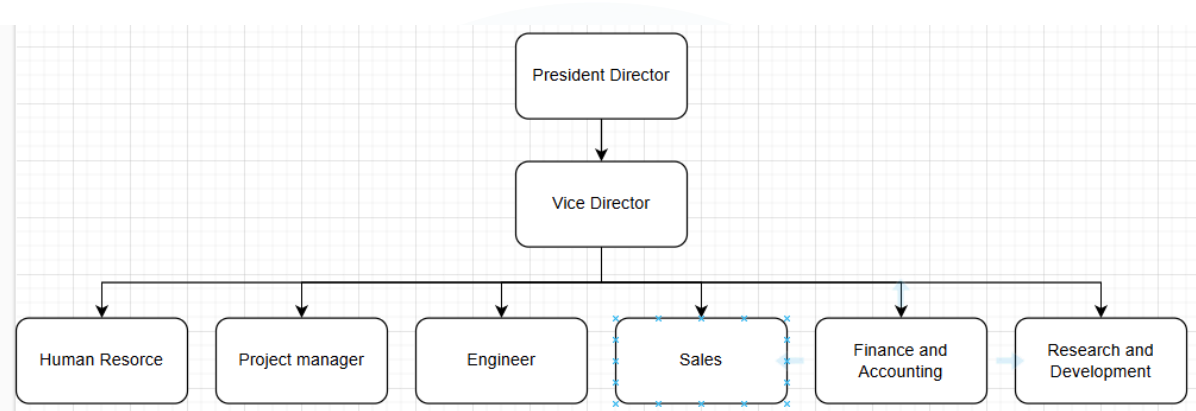 President Director
Vice Director
Human Resorce
Project manager
Engineer
Sales
Finance and
Accounting
Research and
Development